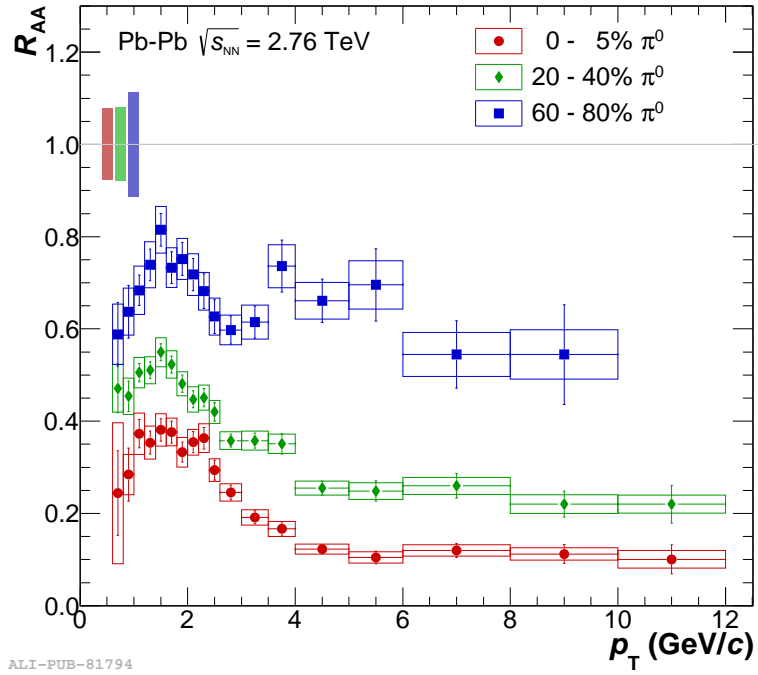 R_AA
Pb-Pb √s_NN = 2.76 TeV
0 - 5% π⁰
20 - 40% π⁰
60 - 80% π⁰
1.2
1.0
0.8
0.6
0.4
0.2
0.0
0 2 4 6 8 10 12
p_T (GeV/c)
ALI-PUB-81794